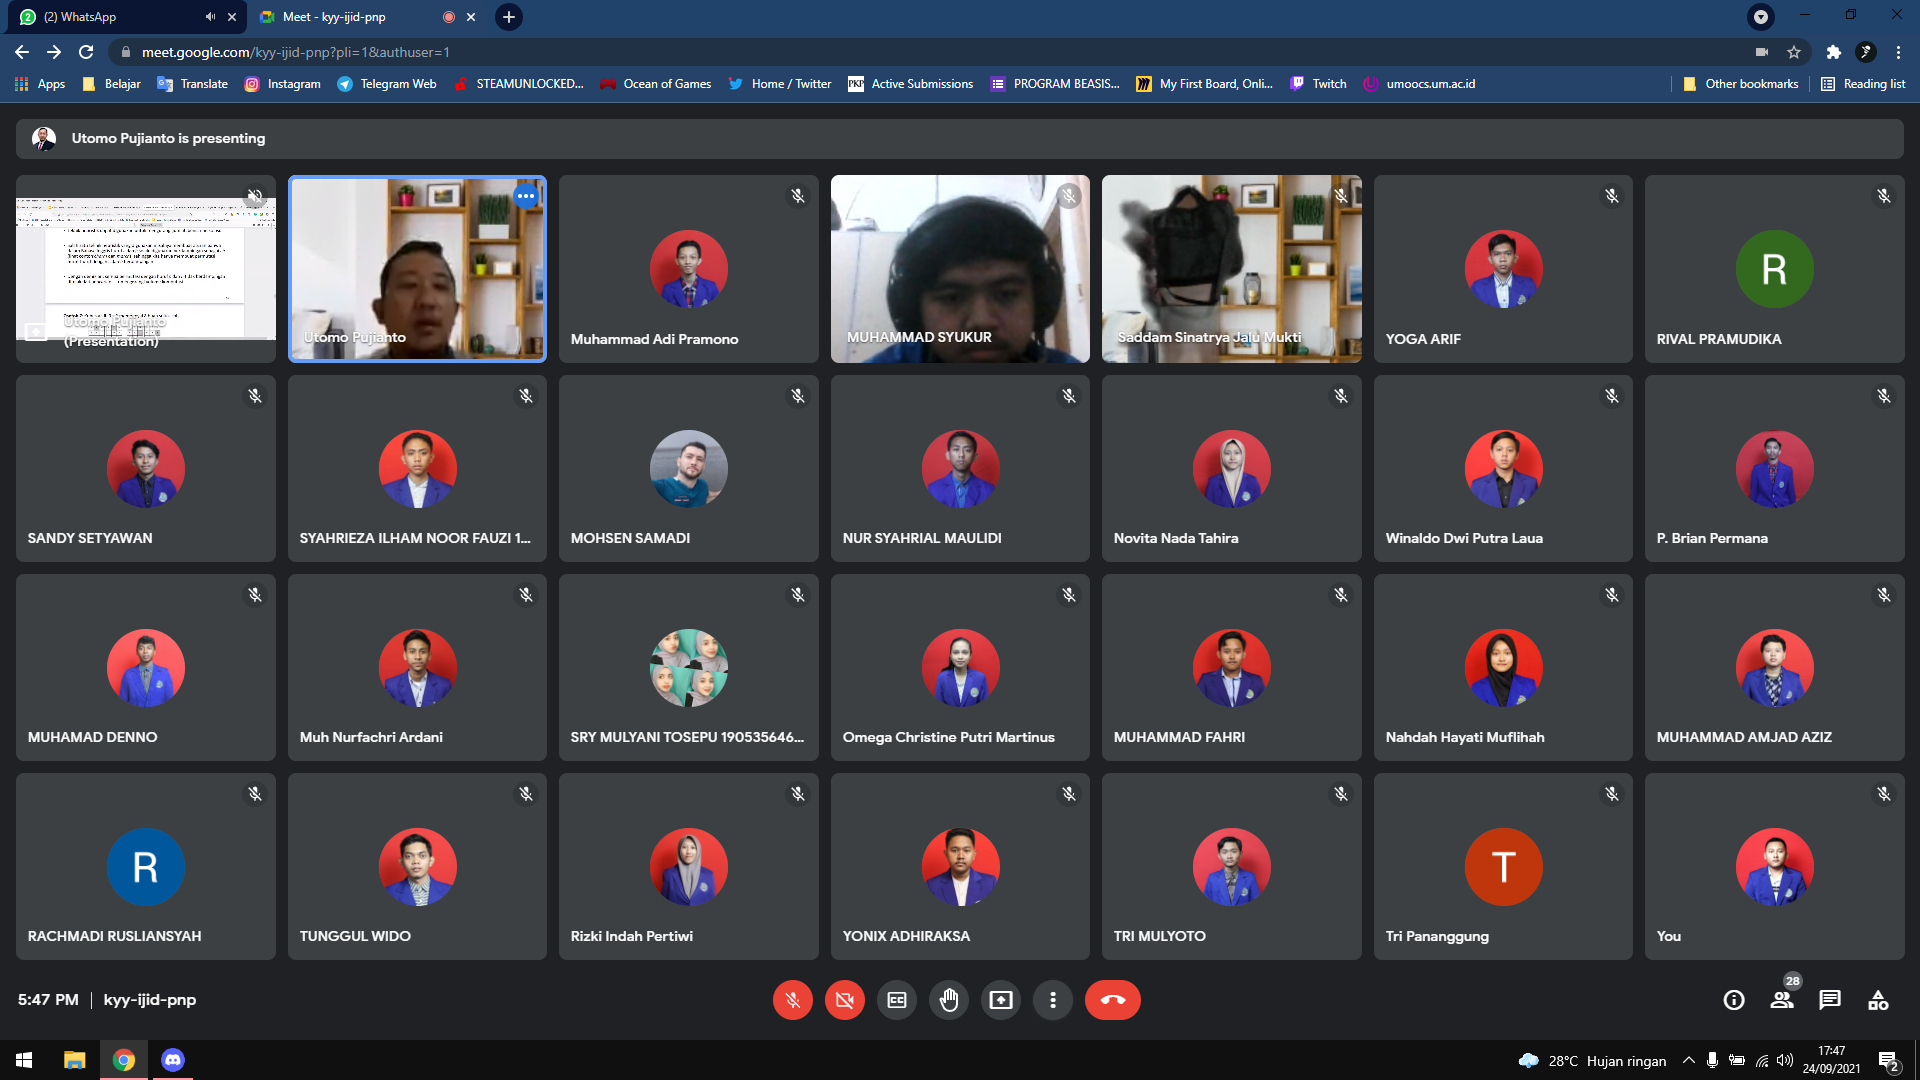 (2) WhatsApp
Meet - kyy-ijid-pnp
meet.google.com/kyy-ijid-pnp?pli=1&authuser=1
Apps Belajar Translate Instagram Telegram Web STEAMUNLOCKED... Ocean of Games Home / Twitter PKP Active Submissions PROGRAM BEASIS... My First Board, Onli... Twitch umoocs.um.ac.id Other bookmarks Reading list
Utomo Pujianto is presenting
Utomo Pujianto
(Presentation)
Utomo Pujianto
Muhammad Adi Pramono
MUHAMMAD SYUKUR
Saddam Sinatrya Jalu Mukti
YOGA ARIF
R
RIVAL PRAMUDIKA
SANDY SETYAWAN
SYAHRIEZA ILHAM NOOR FAUZI 1...
MOHSEN SAMADI
NUR SYAHRIAL MAULIDI
Novita Nada Tahira
Winaldo Dwi Putra Laua
P. Brian Permana
MUHAMAD DENNO
Muh Nurfachri Ardani
SRY MULYANI TOSEPU 190535646...
Omega Christine Putri Martinus
MUHAMMAD FAHRI
Nahdah Hayati Muflihah
MUHAMMAD AMJAD AZIZ
R
RACHMADI RUSLIANSYAH
TUNGGUL WIDO
Rizki Indah Pertiwi
YONIX ADHIRAKSA
TRI MULYOTO
T
Tri Pananggung
You
5:47 PM | kyy-ijid-pnp
28
28°C Hujan ringan
17:47
24/09/2021
2